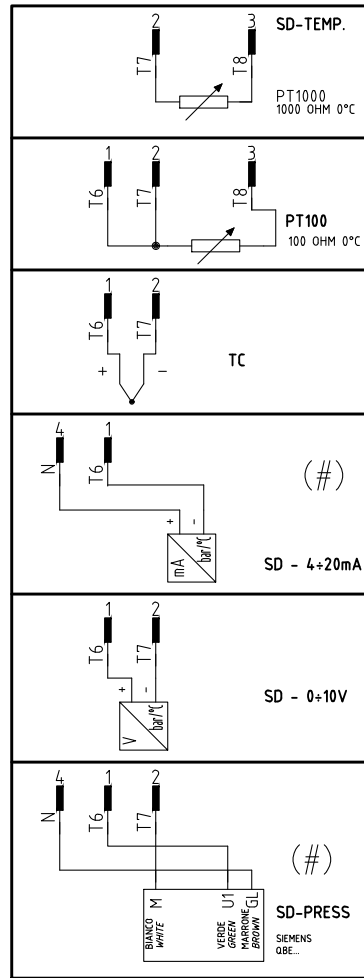 2 3 SD-TEMP.
T7 T8
PT1000
1000 OHM 0°C
1 2 3
T6 T7 T8
PT100
100 OHM 0°C
1 2
T6 T7
+ -
TC
4 1
N T6
(#)
+ -
mA bar/°C
SD - 4÷20mA
1 2
T6 T7
+ -
V bar/°C
SD - 0÷10V
4 1 2
N T6 T7
(#)
M U1 GL
BIANCO
WHITE
VERDE
GREEN
MARRONE
BROWN
SD-PRESS
SIEMENS
QBE...